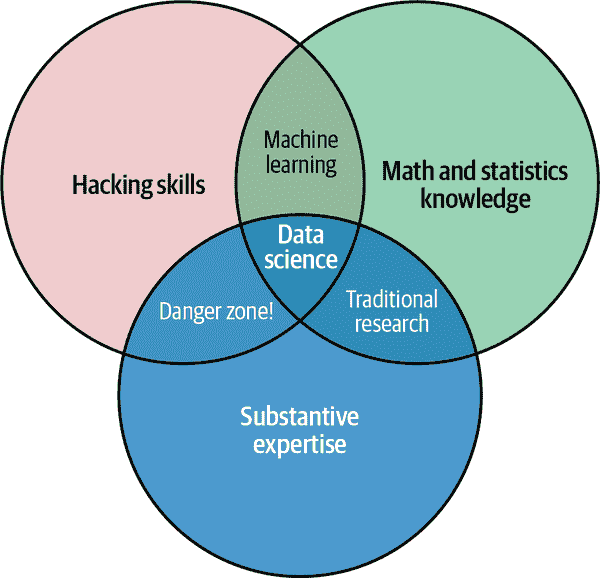 Machine
learning
Hacking skills
Math and statistics
knowledge
Data
science
Danger zone!
Traditional
research
Substantive
expertise